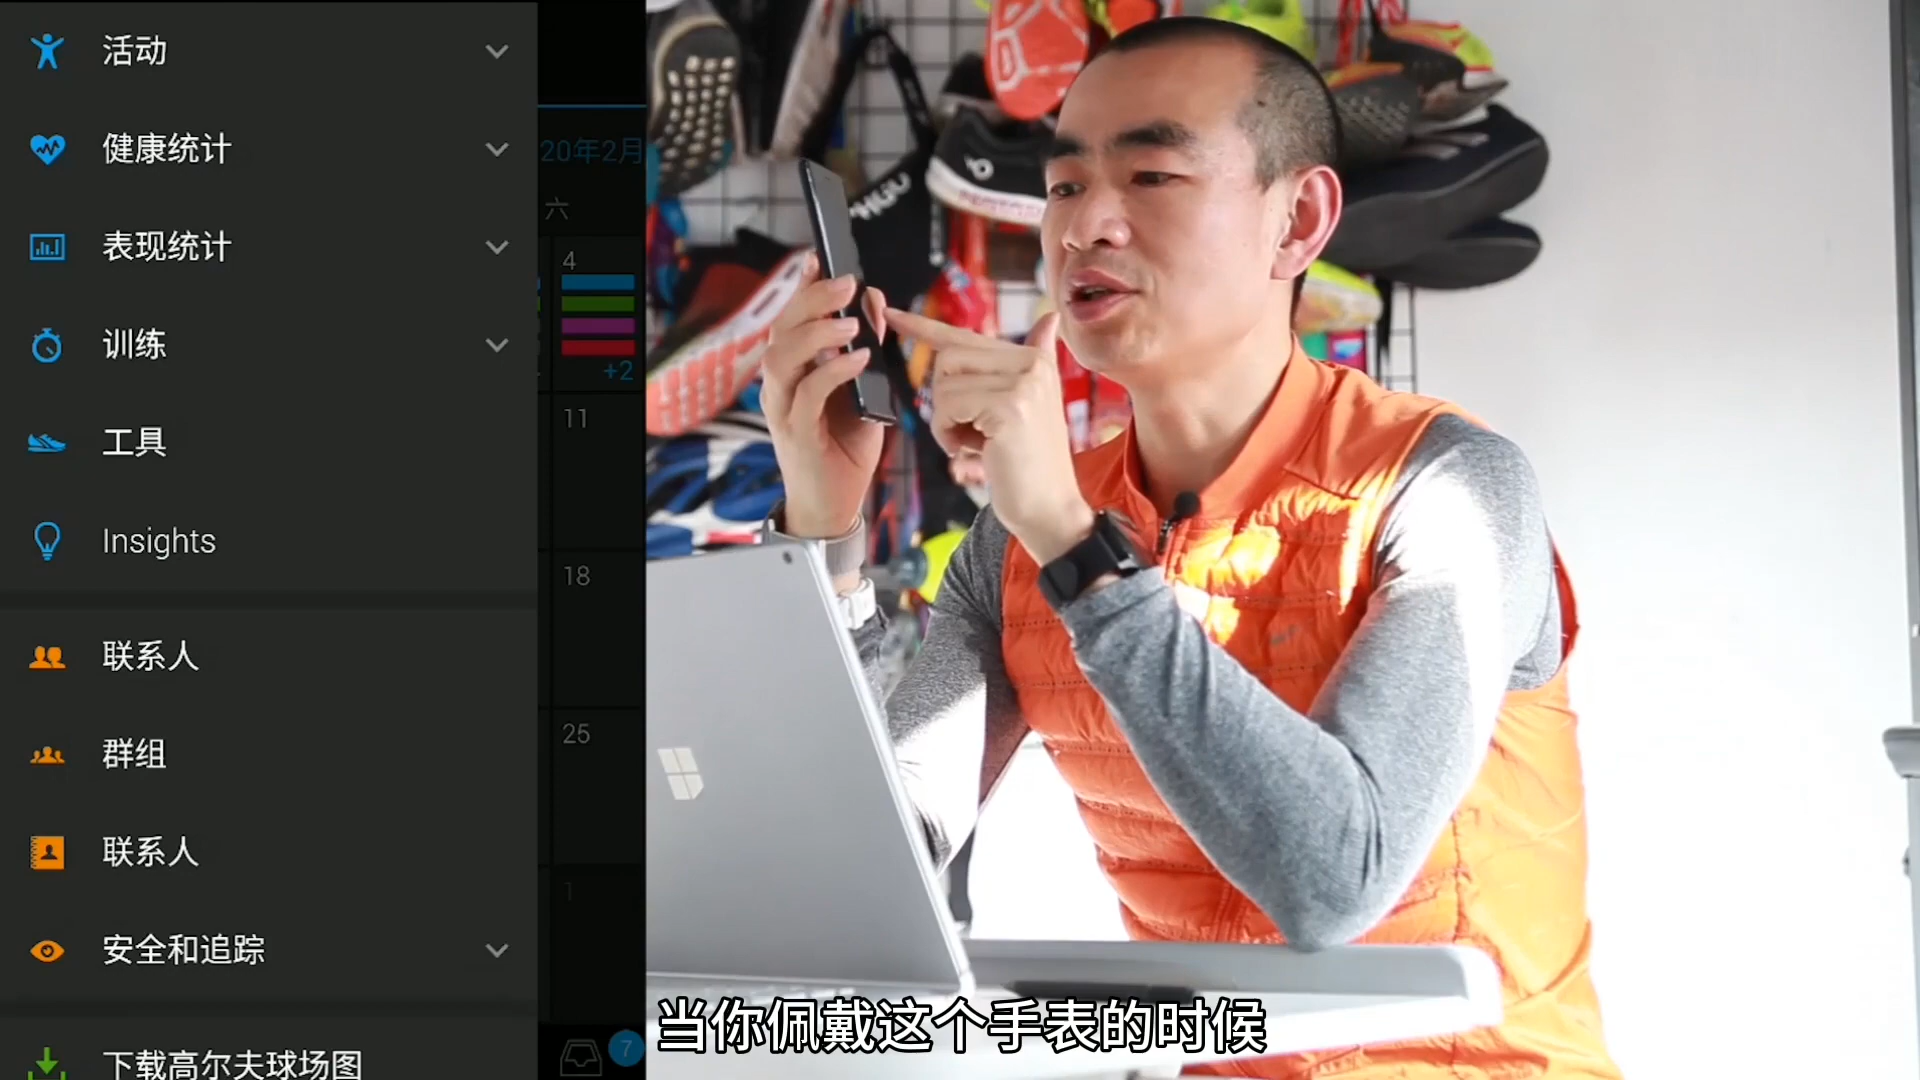 活动
健康统计
表现统计
训练
工具
Insights
联系人
群组
联系人
安全和追踪
下载高尔夫球场图
20年2月
六
4
+2
11
18
25
1
7
当你佩戴这个手表的时候